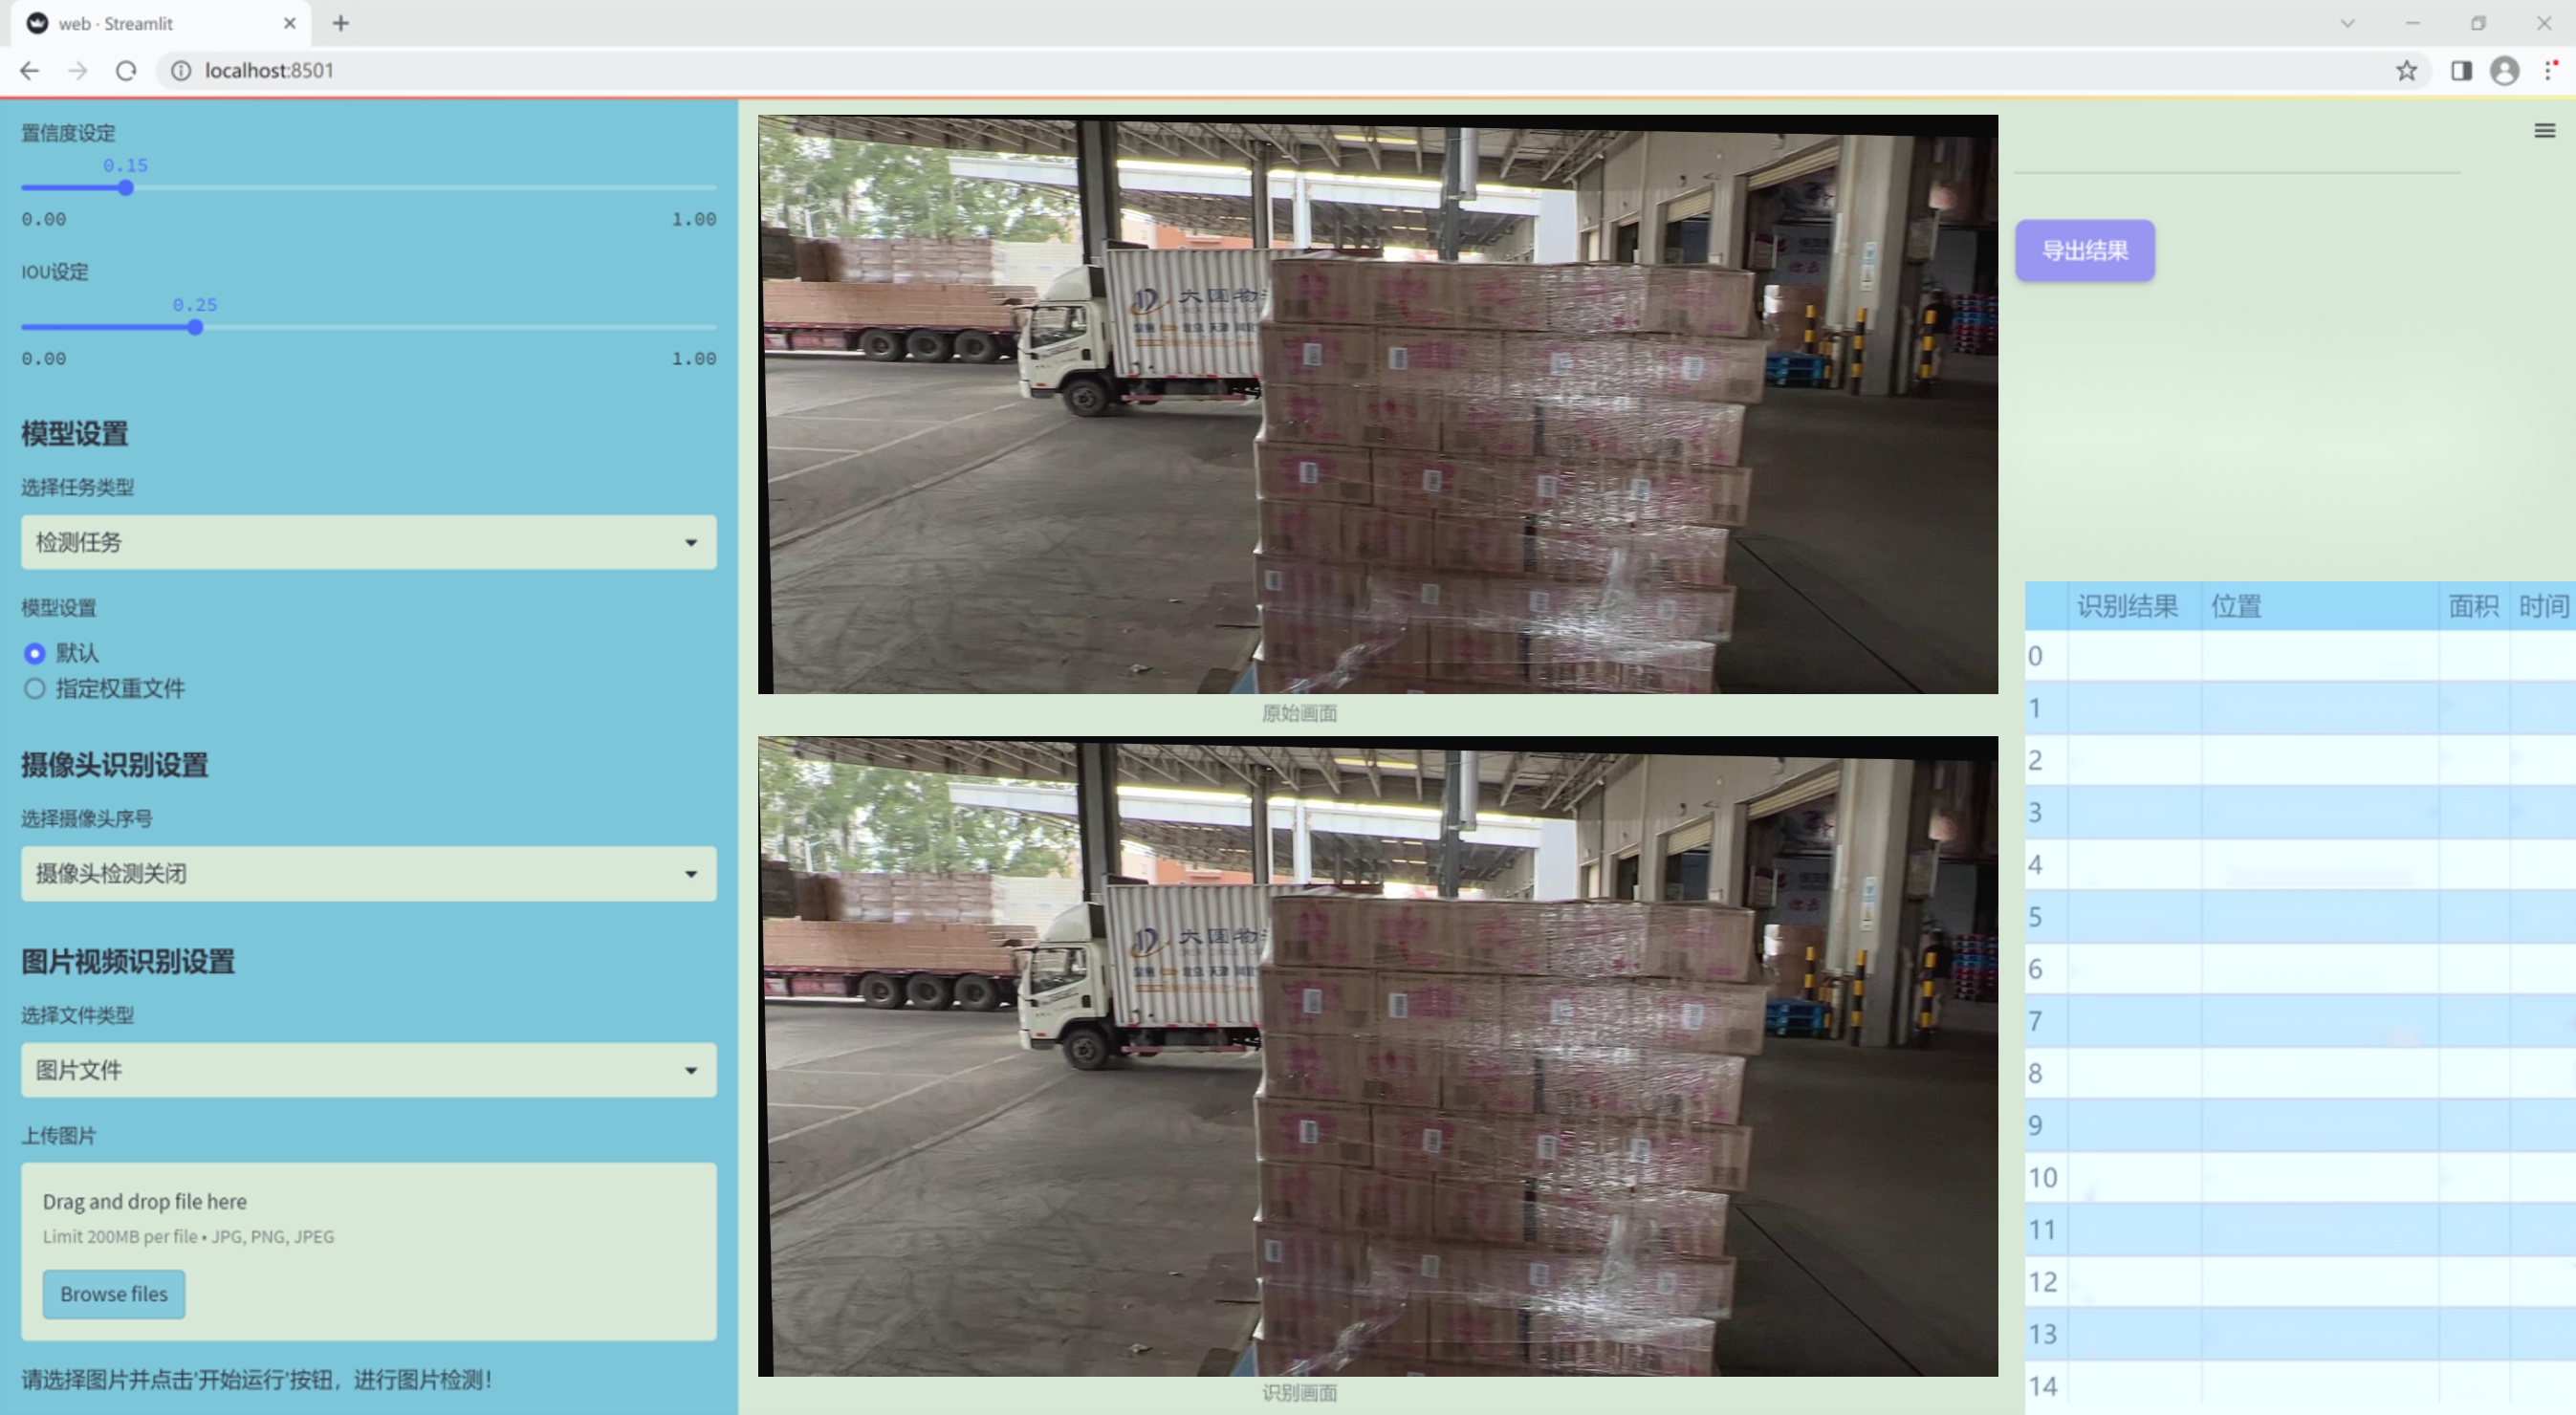 web · Streamlit
localhost:8501
置信度设定
0.15
0.00
1.00
IOU设定
0.25
0.00
1.00
模型设置
选择任务类型
检测任务
模型设置
默认
指定权重文件
摄像头识别设置
选择摄像头序号
摄像头检测关闭
图片视频识别设置
选择文件类型
图片文件
上传图片
Drag and drop file here
Limit 200MB per file • JPG, PNG, JPEG
Browse files
请选择图片并点击'开始运行'按钮，进行图片检测！
大圆物
原始画面
大圆物
识别画面
导出结果
识别结果 位置 面积 时间
0
1
2
3
4
5
6
7
8
9
10
11
12
13
14